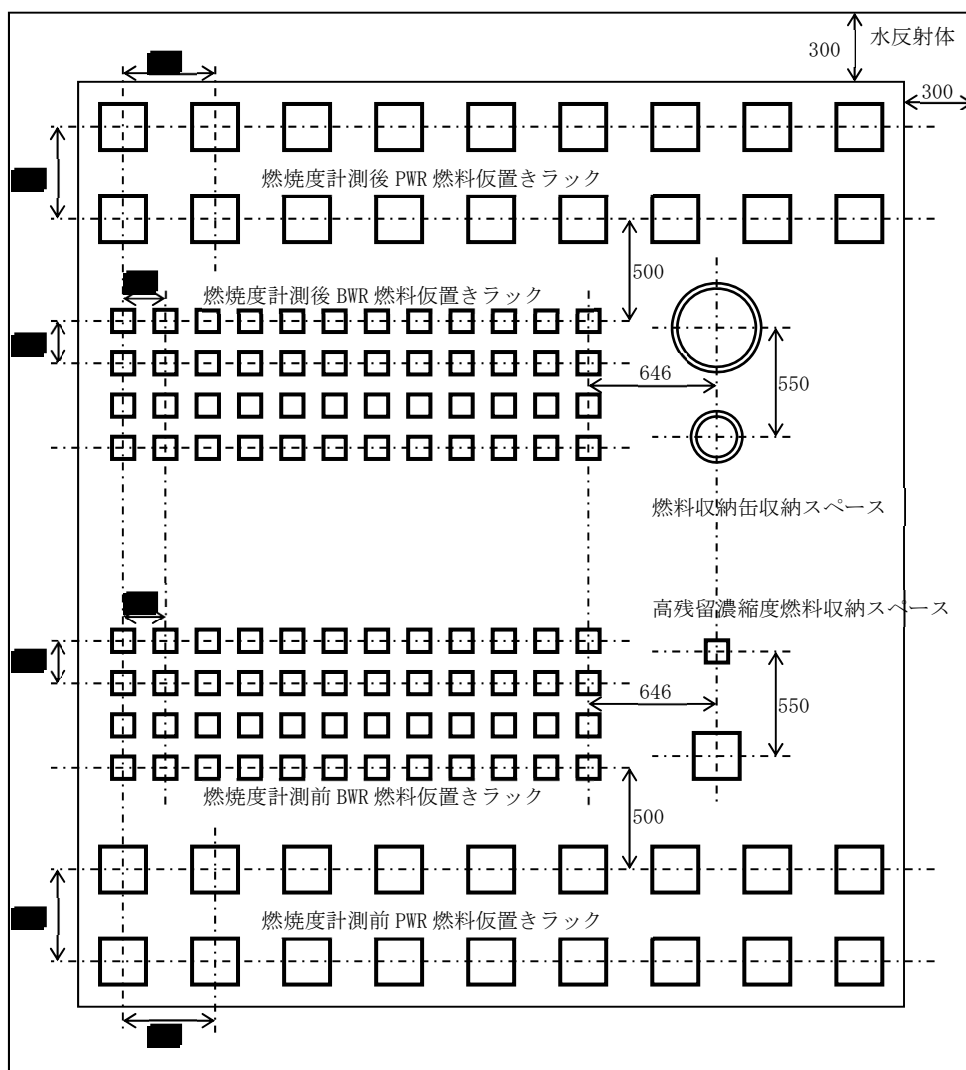 水反射体
300
300
燃焼度計測後 PWR 燃料仮置きラック
500
燃焼度計測後 BWR 燃料仮置きラック
646
550
燃料収納缶収納スペース
高残留濃縮度燃料収納スペース
646
550
燃焼度計測前 BWR 燃料仮置きラック
500
燃焼度計測前 PWR 燃料仮置きラック